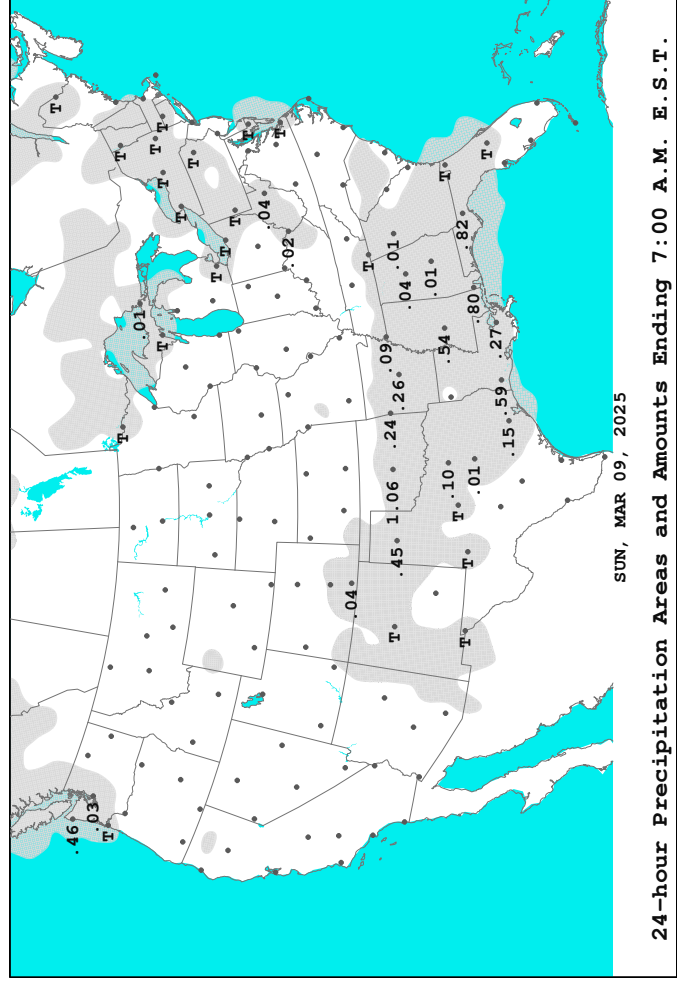 T
.46
.03
T
T
T
.01
T
T
T
T
T
T
T
T
T
T
.04
T
.02
.04
T
.09
.24
1.06
.01
T
.45
.26
.04
.01
.54
T
.10
T
.82
T
T
.01
.80
T
.27
.59
.15
SUN, MAR 09, 2025
24-hour Precipitation Areas and Amounts Ending 7:00 A.M. E.S.T.